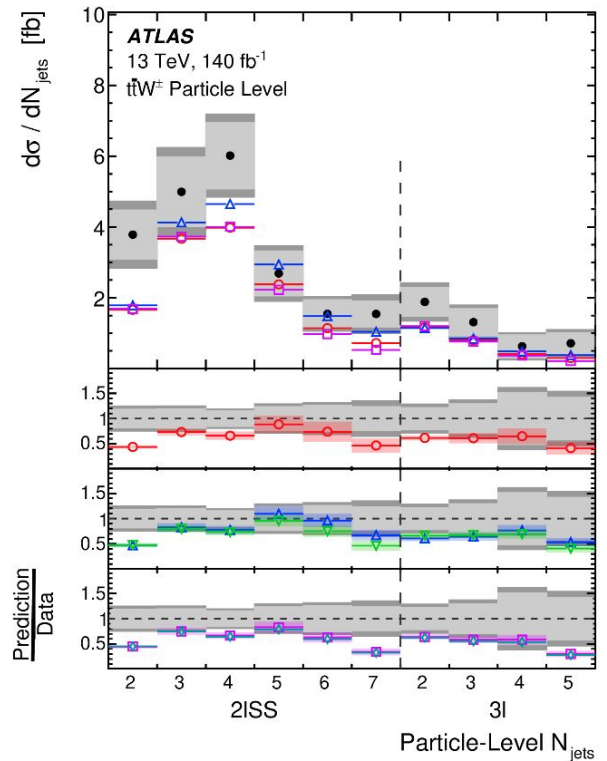 dσ / dN_jets [fb]
10
8
6
4
2
ATLAS
13 TeV, 140 fb⁻¹
tt̄W± Particle Level
1.5
1
0.5
1.5
1
0.5
1.5
1
0.5
Prediction
Data
2 3 4 5 6 7 2 3 4 5
2lSS 3l
Particle-Level N_jets